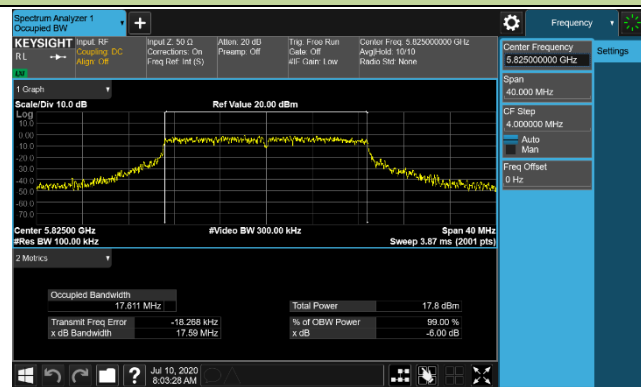 Spectrum Analyzer 1
Occupied BW
Frequency
KEYSIGHT
R L
LXI
Input: RF
Coupling: DC
Align: Off
Input Z: 50 Ω
Corrections: On
Freq Ref: Int (S)
Atten: 20 dB
Preamp: Off
Trig: Free Run
Gate: Off
#IF Gain: Low
Center Freq: 5.825000000 GHz
Avg|Hold: 10/10
Radio Std: None
Center Frequency
5.825000000 GHz
Settings
Span
40.000 MHz
CF Step
4.000000 MHz
Auto
Man
Freq Offset
0 Hz
1 Graph
Scale/Div 10.0 dB
Ref Value 20.00 dBm
Log
10.0
0.00
-10.0
-20.0
-30.0
-40.0
-50.0
-60.0
-70.0
Center 5.82500 GHz
#Video BW 300.00 kHz
Span 40 MHz
#Res BW 100.00 kHz
Sweep 3.87 ms (2001 pts)
2 Metrics
Occupied Bandwidth
17.611 MHz
Total Power
17.8 dBm
Transmit Freq Error
-18.268 kHz
% of OBW Power
99.00 %
x dB Bandwidth
17.59 MHz
x dB
-6.00 dB
Jul 10, 2020
8:03:28 AM